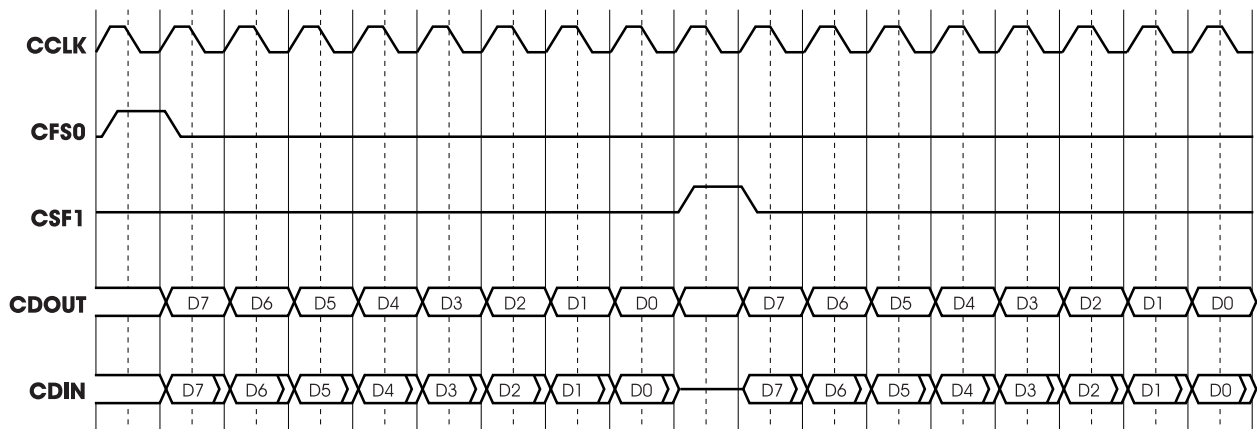 CCLK
CFS0
CSF1
CDOUT D7 D6 D5 D4 D3 D2 D1 D0 D7 D6 D5 D4 D3 D2 D1 D0
CDIN D7 D6 D5 D4 D3 D2 D1 D0 D7 D6 D5 D4 D3 D2 D1 D0